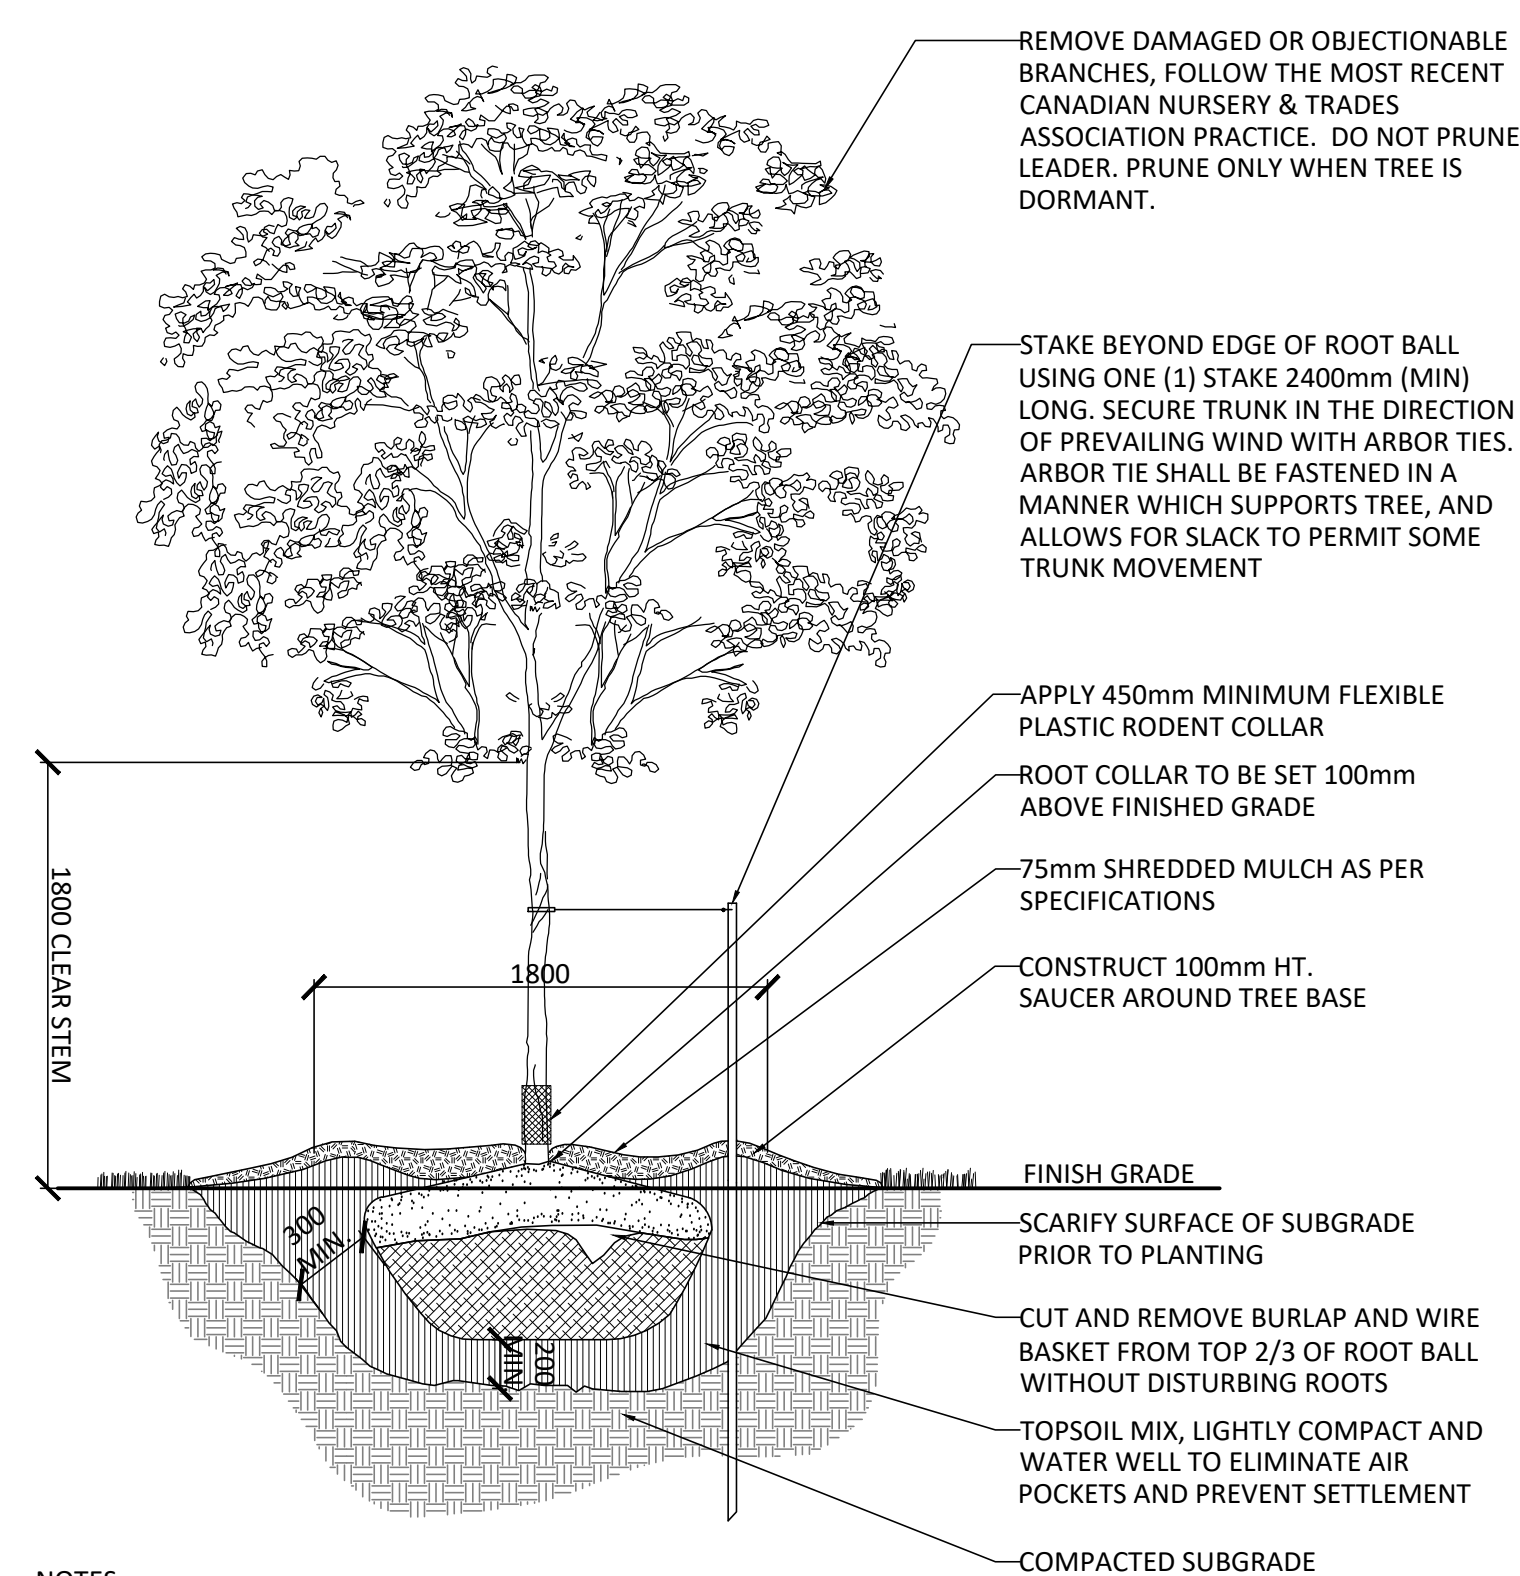 REMOVE DAMAGED OR OBJECTIONABLE
BRANCHES, FOLLOW THE MOST RECENT
CANADIAN NURSERY & TRADES
ASSOCIATION PRACTICE. DO NOT PRUNE
LEADER. PRUNE ONLY WHEN TREE IS
DORMANT.
STAKE BEYOND EDGE OF ROOT BALL
USING ONE (1) STAKE 2400mm (MIN)
LONG. SECURE TRUNK IN THE DIRECTION
OF PREVAILING WIND WITH ARBOR TIES.
ARBOR TIE SHALL BE FASTENED IN A
MANNER WHICH SUPPORTS TREE, AND
ALLOWS FOR SLACK TO PERMIT SOME
TRUNK MOVEMENT
APPLY 450mm MINIMUM FLEXIBLE
PLASTIC RODENT COLLAR
ROOT COLLAR TO BE SET 100mm
ABOVE FINISHED GRADE
75mm SHREDDED MULCH AS PER
SPECIFICATIONS
1800 CLEAR STEM
1800
CONSTRUCT 100mm HT.
SAUCER AROUND TREE BASE
FINISH GRADE
300
MIN.
SCARIFY SURFACE OF SUBGRADE
PRIOR TO PLANTING
CUT AND REMOVE BURLAP AND WIRE
BASKET FROM TOP 2/3 OF ROOT BALL
WITHOUT DISTURBING ROOTS
200
MIN.
TOPSOIL MIX, LIGHTLY COMPACT AND
WATER WELL TO ELIMINATE AIR
POCKETS AND PREVENT SETTLEMENT
COMPACTED SUBGRADE
NOTES